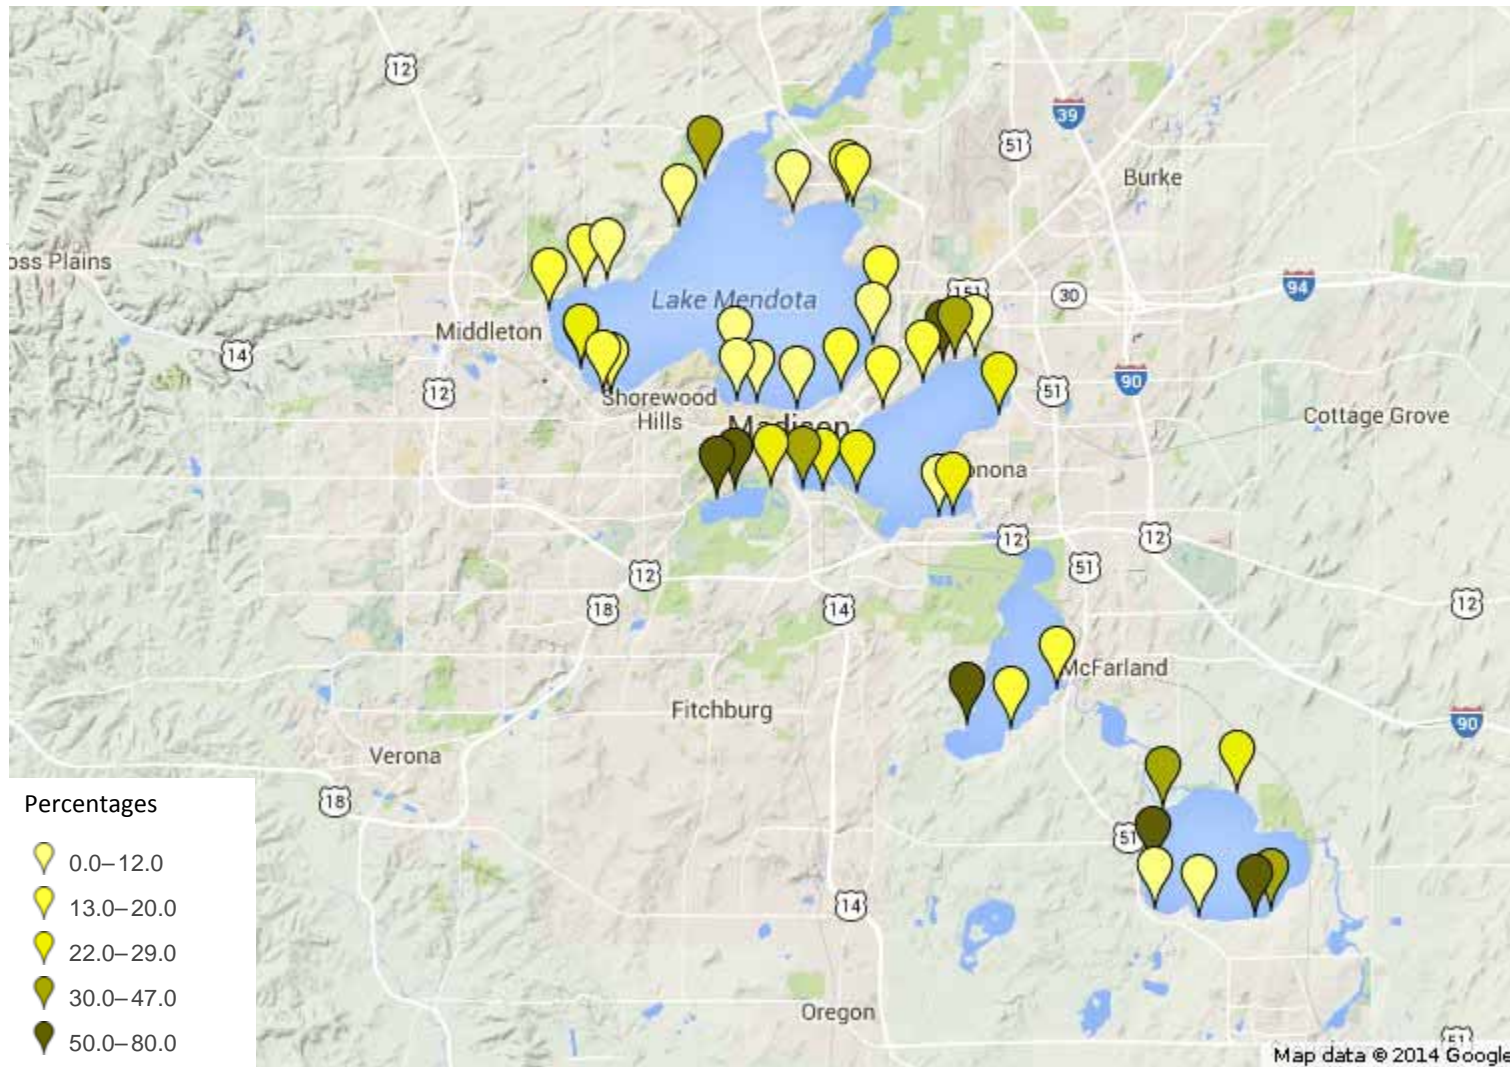 12
39
51
Burke
oss Plains
94
151
30
Lake Mendota
Middleton
14
90
12
51
Shorewood
Hills
Cottage Grove
Madison
onona
12
12
51
12
12
18
14
McFarland
Fitchburg
90
Verona
18
51
14
Oregon
51
Percentages
0.0–12.0
13.0–20.0
22.0–29.0
30.0–47.0
50.0–80.0
Map data © 2014 Google